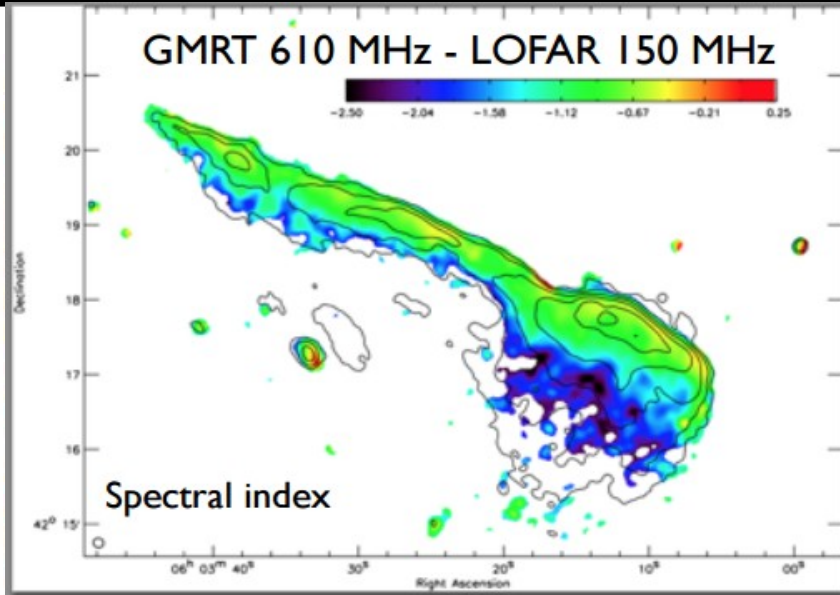 GMRT 610 MHz - LOFAR 150 MHz
-2.50 -2.04 -1.58 -1.12 -0.67 -0.21 0.25
21
20
19
18
17
16
42⁰ 15'
Declination
Spectral index
06ʰ 03ᵐ 40ˢ 30ˢ 20ˢ 10ˢ 00ˢ
Right Ascension